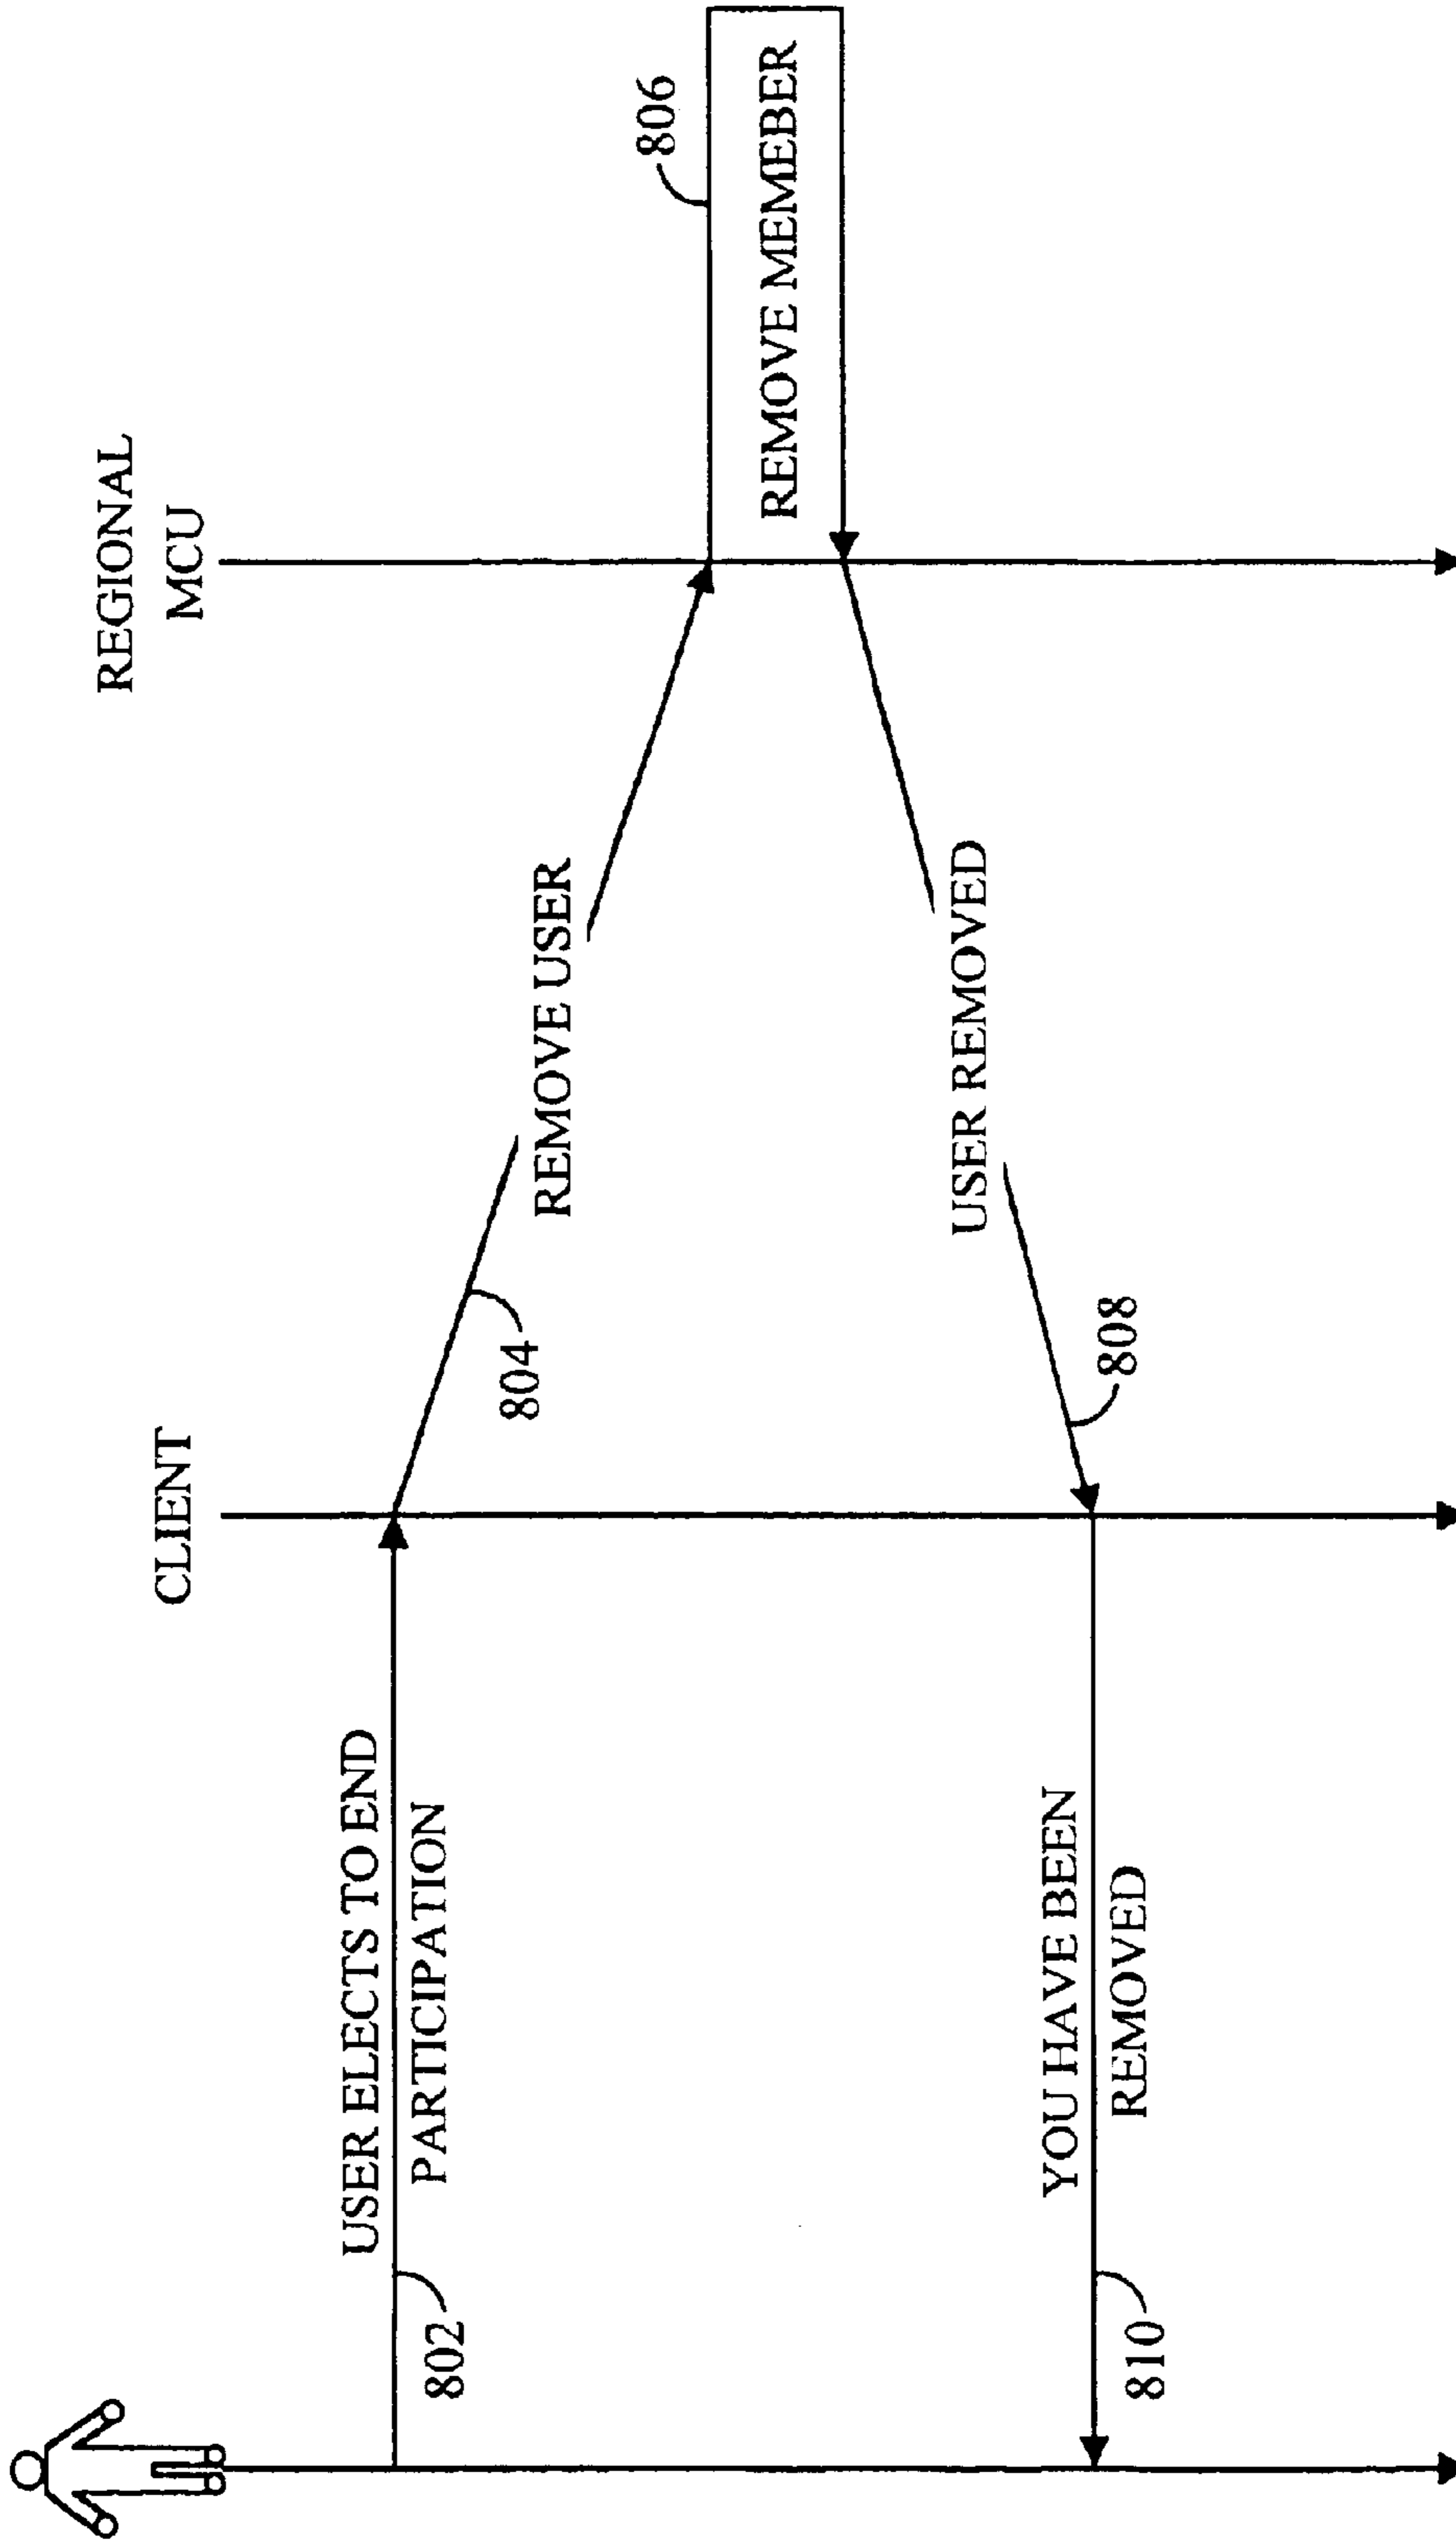 CLIENT
REGIONAL
MCU
USER ELECTS TO END
PARTICIPATION
802
804
REMOVE USER
806
REMOVE MEMEBER
USER REMOVED
808
YOU HAVE BEEN
REMOVED
810